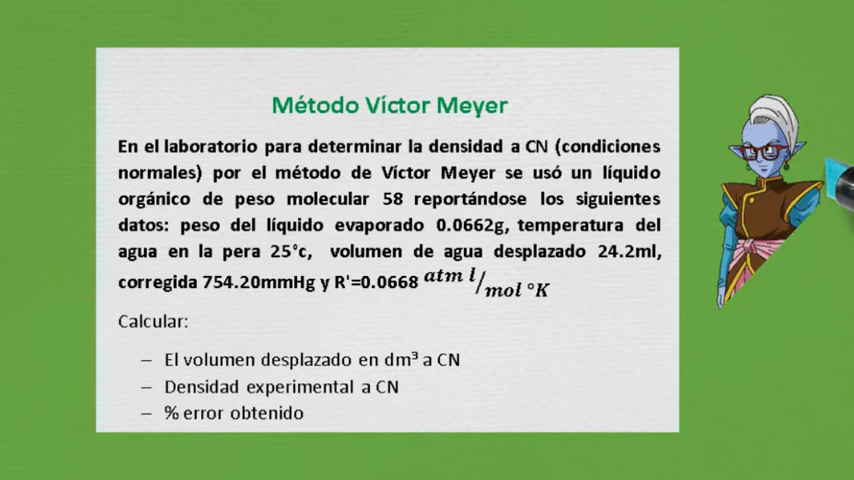 Método Víctor Meyer
En el laboratorio para determinar la densidad a CN (condiciones
normales) por el método de Víctor Meyer se usó un líquido
orgánico de peso molecular 58 reportándose los siguientes
datos: peso del líquido evaporado 0.0662g, temperatura del
agua en la pera 25°c, volumen de agua desplazado 24.2ml,
corregida 754.20mmHg y R'=0.0668 atm l/mol °K
Calcular:
– El volumen desplazado en dm³ a CN
– Densidad experimental a CN
– % error obtenido